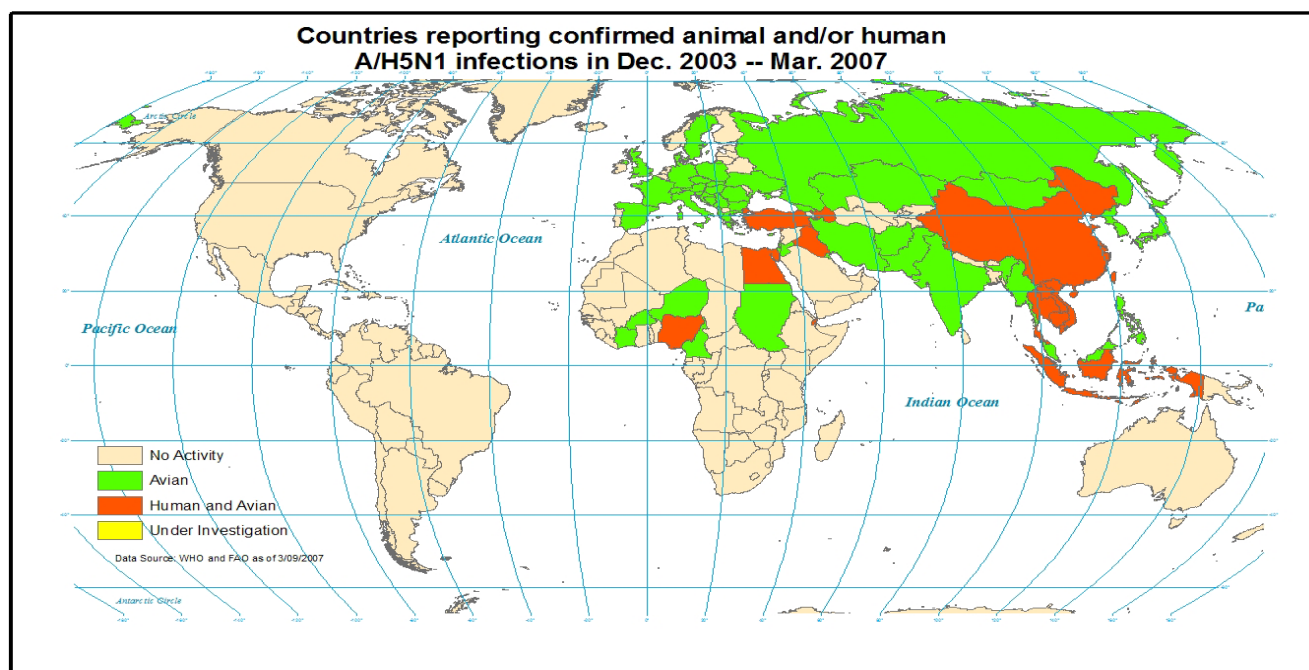 Countries reporting confirmed animal and/or human
A/H5N1 infections in Dec. 2003 -- Mar. 2007
Arctic Circle
Atlantic Ocean
Pacific Ocean
Pa
Indian Ocean
No Activity
Avian
Human and Avian
Under Investigation
Data Source: WHO and FAO as of 3/09/2007
Antarctic Circle